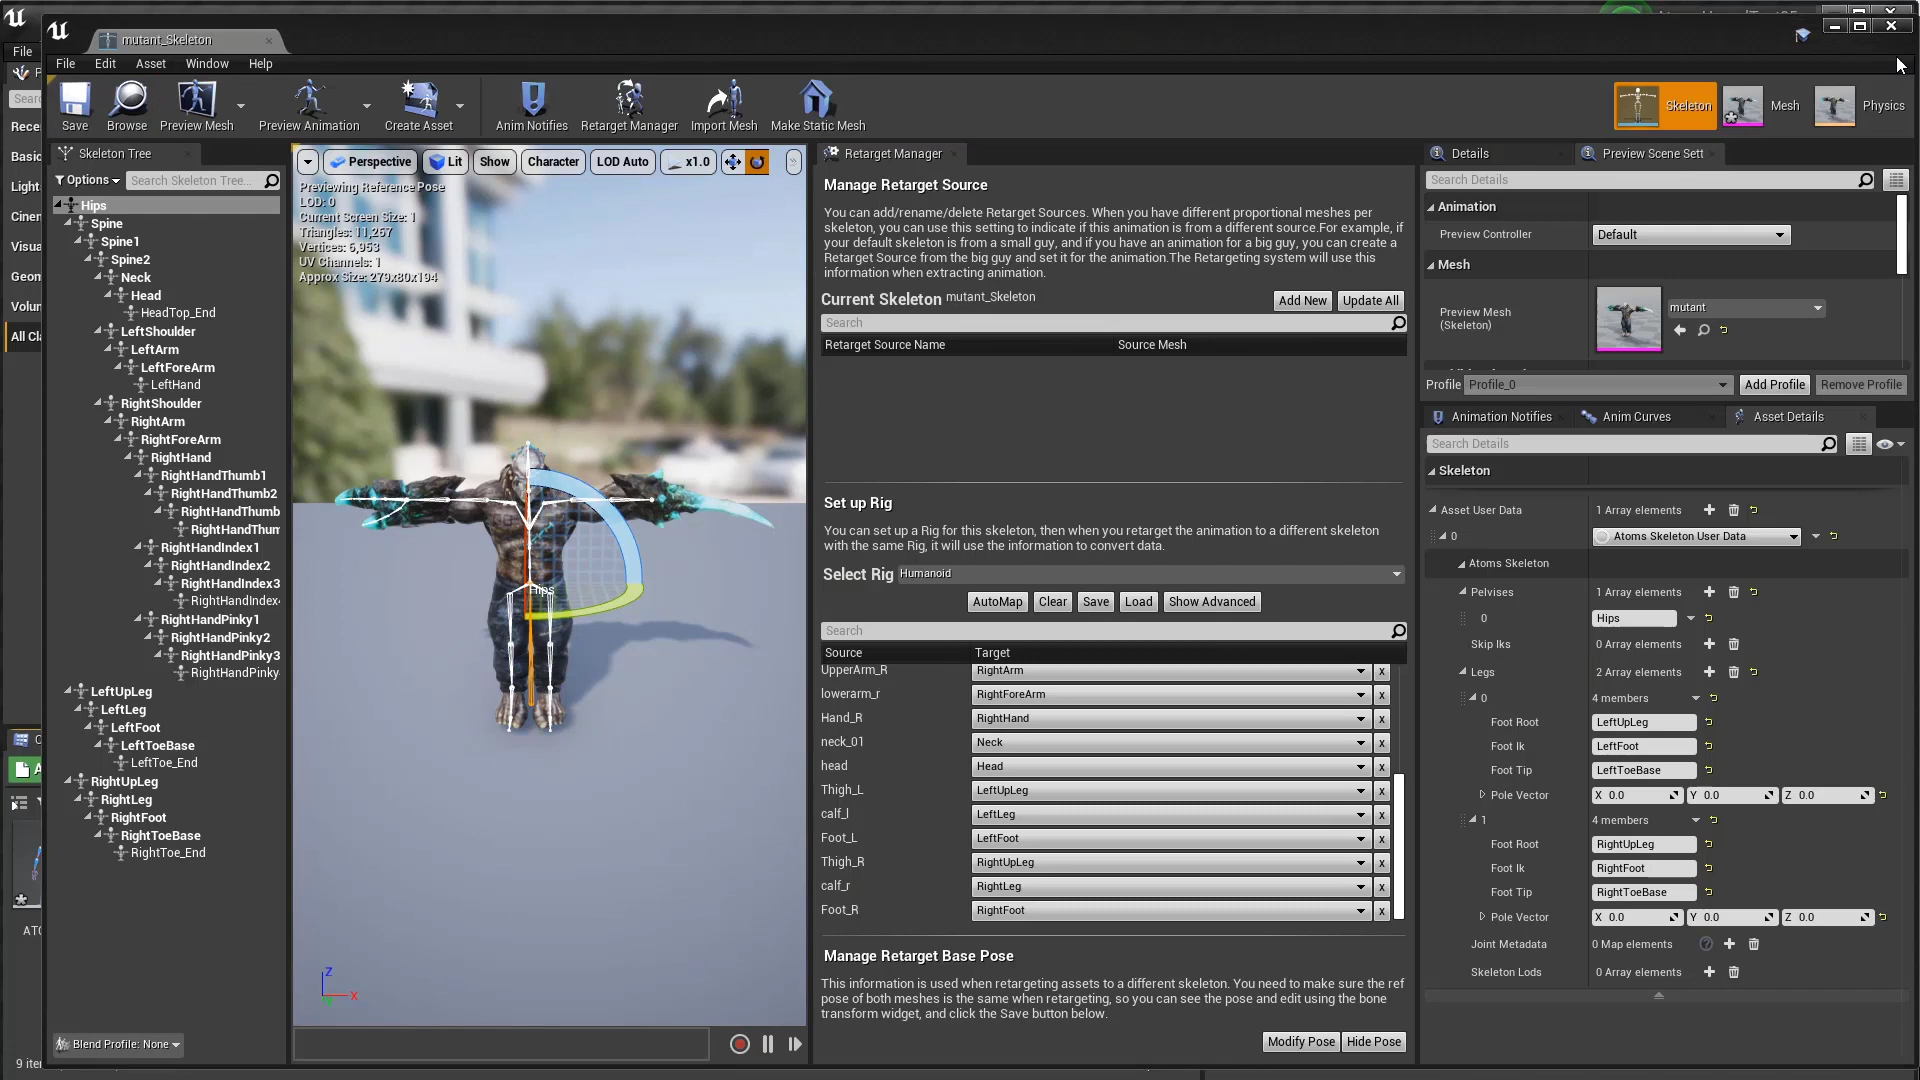 File
mutant_Skeleton
File Edit Asset Window Help
Save
Browse
Preview Mesh
Preview Animation
Create Asset
Anim Notifies
Retarget Manager
Import Mesh
Make Static Mesh
Skeleton
Mesh
Physics
Sear
Recer
Basic
Light
Ciner
Visua
Geom
Volun
All Cla
9 iter
Skeleton Tree
Options
Search Skeleton Tree...
Hips
Spine
Spine1
Spine2
Neck
Head
HeadTop_End
LeftShoulder
LeftArm
LeftForeArm
LeftHand
RightShoulder
RightArm
RightForeArm
RightHand
RightHandThumb1
RightHandThumb2
RightHandThumb
RightHandThum
RightHandIndex1
RightHandIndex2
RightHandIndex3
RightHandIndex
RightHandPinky1
RightHandPinky2
RightHandPinky3
RightHandPinky
LeftUpLeg
LeftLeg
LeftFoot
LeftToeBase
LeftToe_End
RightUpLeg
RightLeg
RightFoot
RightToeBase
RightToe_End
Blend Profile: None
Perspective Lit Show Character LOD Auto x1.0
Previewing Reference Pose
LOD: 0
Current Screen Size: 1
Triangles: 11,267
Vertices: 6,953
UV Channels: 1
Approx Size: 279x80x194
Hips
Z
X
Retarget Manager
Manage Retarget Source
You can add/rename/delete Retarget Sources. When you have different proportional meshes per
skeleton, you can use this setting to indicate if this animation is from a different source.For example, if
your default skeleton is from a small guy, and if you have an animation for a big guy, you can create a
Retarget Source from the big guy and set it for the animation.The Retargeting system will use this
information when extracting animation.
Current Skeleton mutant_Skeleton
Add New Update All
Search
Retarget Source Name Source Mesh
Set up Rig
You can set up a Rig for this skeleton, then when you retarget the animation to a different skeleton
with the same Rig, it will use the information to convert data.
Select Rig Humanoid
AutoMap Clear Save Load Show Advanced
Search
Source Target
UpperArm_R RightArm x
lowerarm_r RightForeArm x
Hand_R RightHand x
neck_01 Neck x
head Head x
Thigh_L LeftUpLeg x
calf_l LeftLeg x
Foot_L LeftFoot x
Thigh_R RightUpLeg x
calf_r RightLeg x
Foot_R RightFoot x
Manage Retarget Base Pose
This information is used when retargeting assets to a different skeleton. You need to make sure the ref
pose of both meshes is the same when retargeting, so you can see the pose and edit using the bone
transform widget, and click the Save button below.
Modify Pose Hide Pose
Details Preview Scene Sett
Search Details
Animation
Preview Controller Default
Mesh
Preview Mesh
(Skeleton)
mutant
Profile Profile_0 Add Profile Remove Profile
Animation Notifies Anim Curves Asset Details
Search Details
Skeleton
Asset User Data 1 Array elements
0 Atoms Skeleton User Data
Atoms Skeleton
Pelvises 1 Array elements
0 Hips
Skip Iks 0 Array elements
Legs 2 Array elements
0 4 members
Foot Root LeftUpLeg
Foot Ik LeftFoot
Foot Tip LeftToeBase
Pole Vector X 0.0 Y 0.0 Z 0.0
1 4 members
Foot Root RightUpLeg
Foot Ik RightFoot
Foot Tip RightToeBase
Pole Vector X 0.0 Y 0.0 Z 0.0
Joint Metadata 0 Map elements
Skeleton Lods 0 Array elements